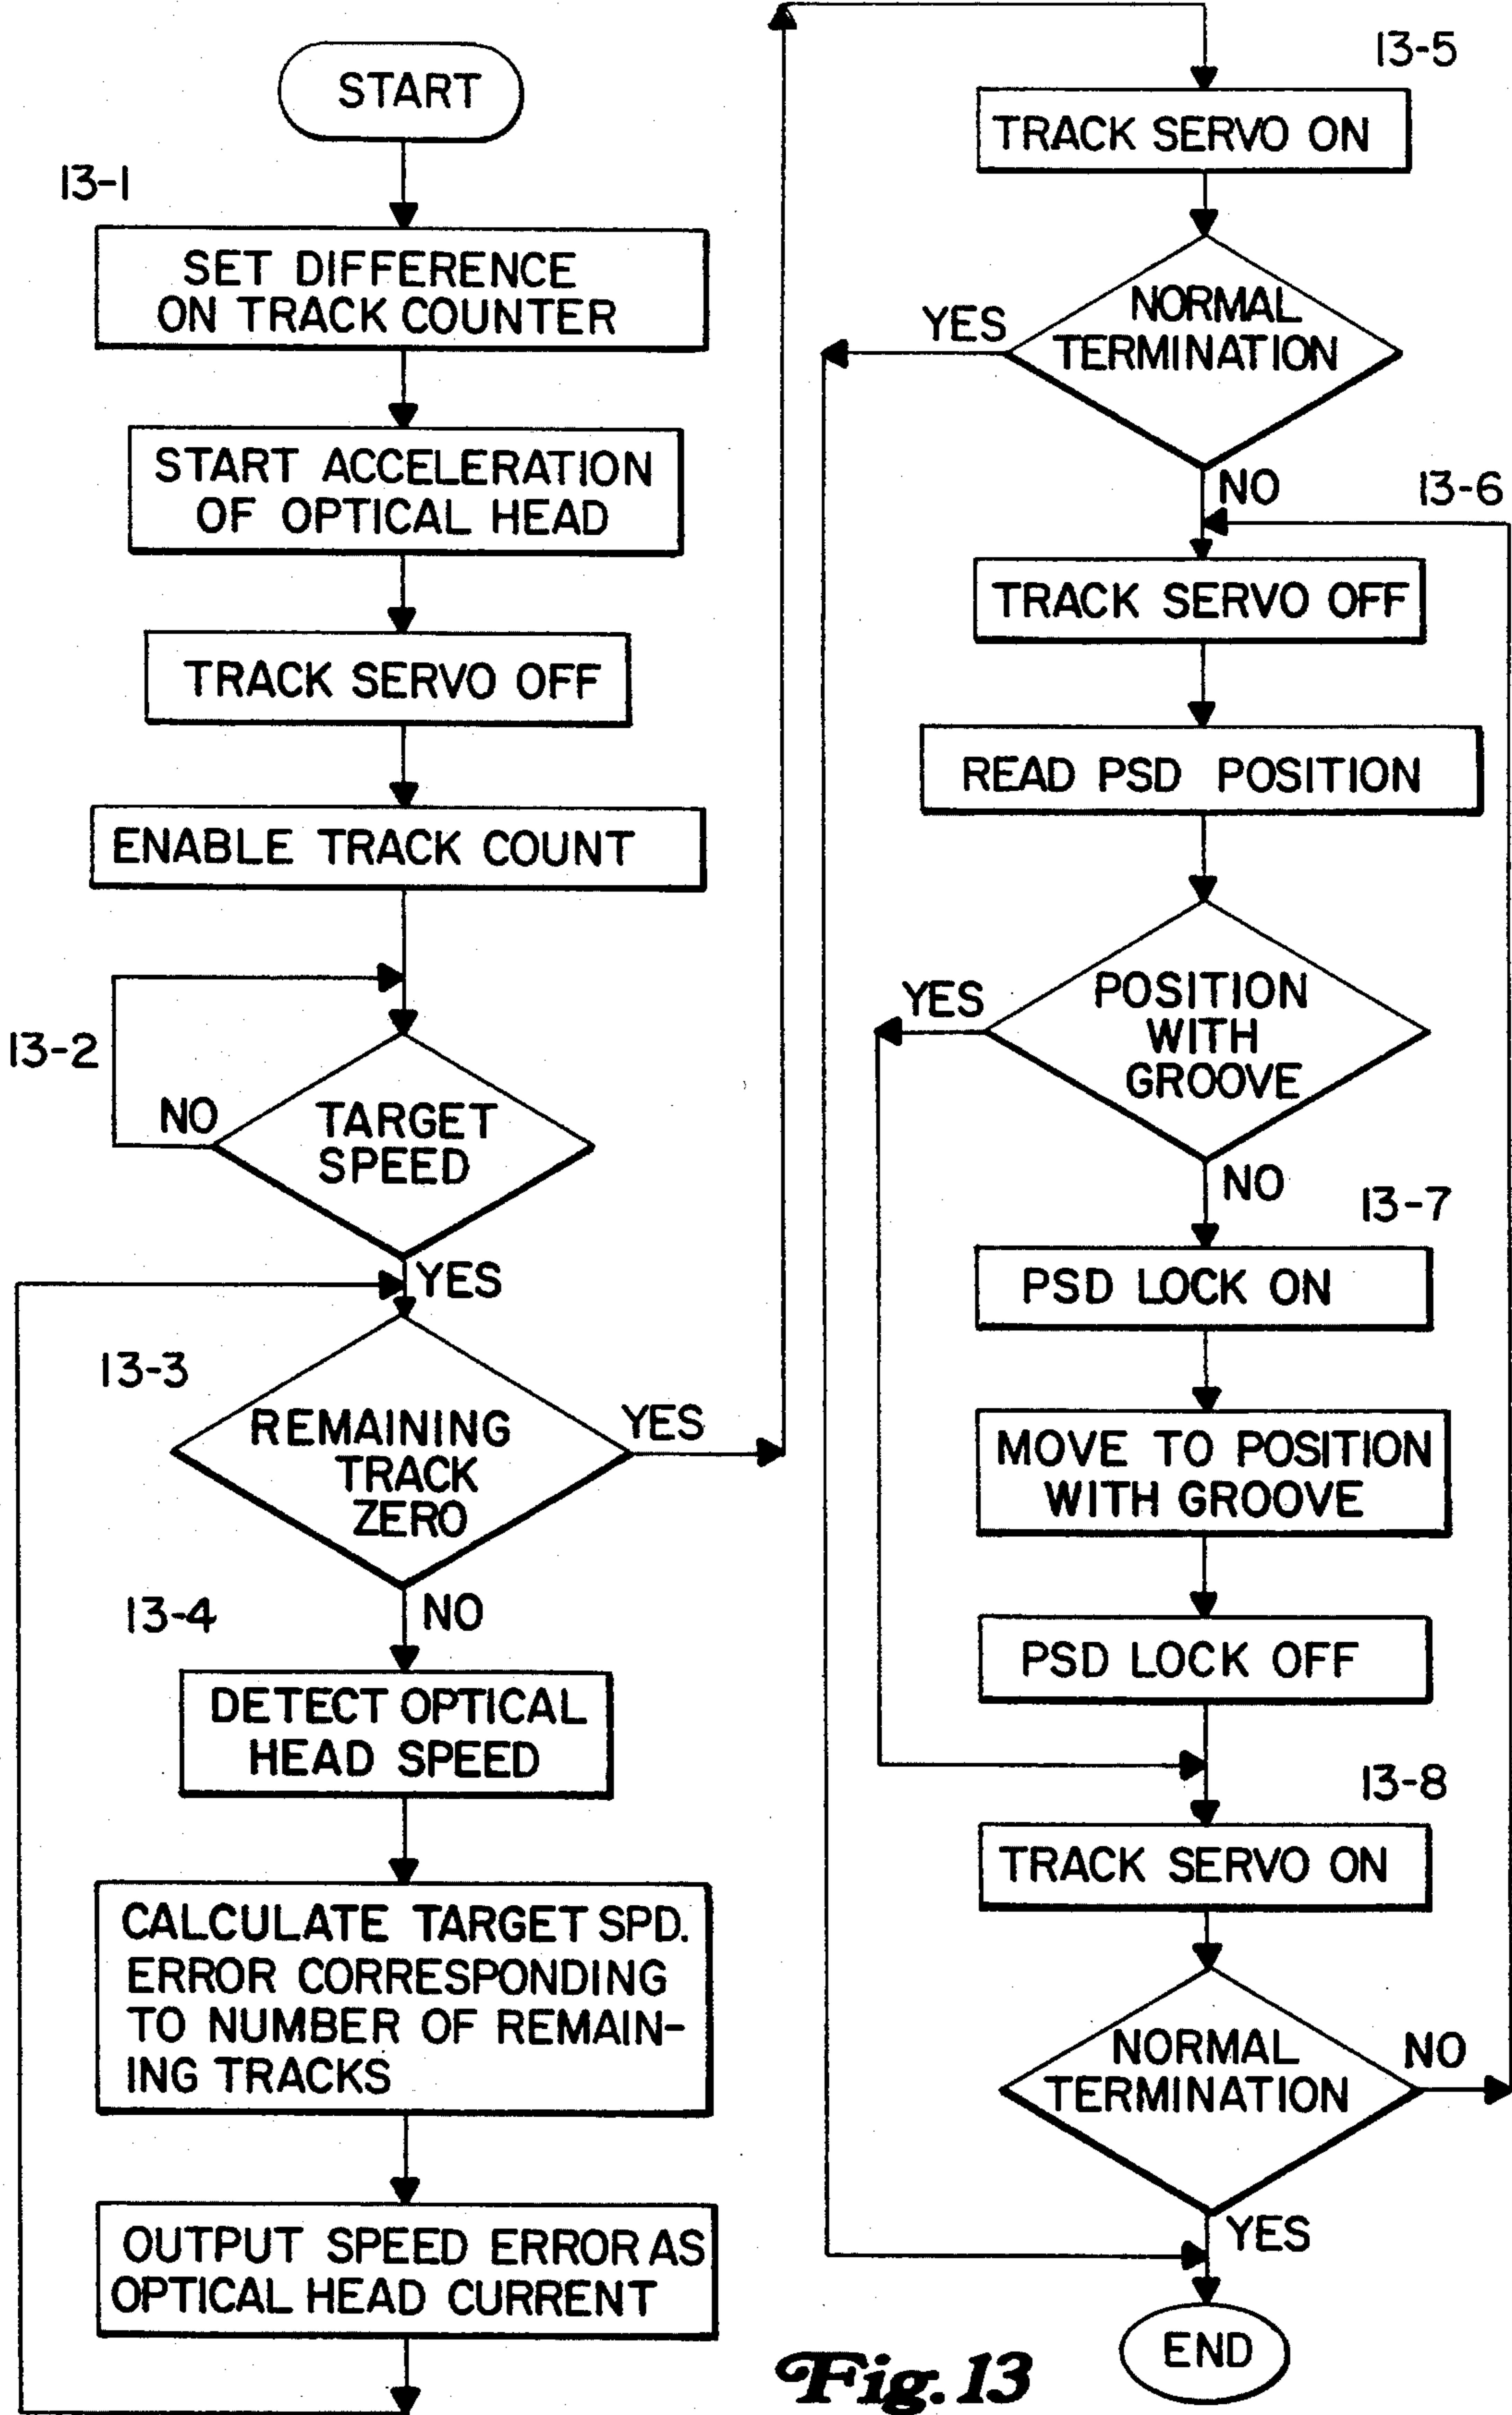 START
13-1
SET DIFFERENCE
ON TRACK COUNTER
START ACCELERATION
OF OPTICAL HEAD
TRACK SERVO OFF
ENABLE TRACK COUNT
13-2
NO
TARGET
SPEED
YES
13-3
REMAINING
TRACK
ZERO
YES
NO
13-4
DETECT OPTICAL
HEAD SPEED
CALCULATE TARGET SPD.
ERROR CORRESPONDING
TO NUMBER OF REMAIN-
ING TRACKS
OUTPUT SPEED ERROR AS
OPTICAL HEAD CURRENT
13-5
TRACK SERVO ON
YES
NORMAL
TERMINATION
NO
13-6
TRACK SERVO OFF
READ PSD POSITION
YES
POSITION
WITH
GROOVE
NO
13-7
PSD LOCK ON
MOVE TO POSITION
WITH GROOVE
PSD LOCK OFF
13-8
TRACK SERVO ON
NORMAL
TERMINATION
NO
YES
END
Fig. 13